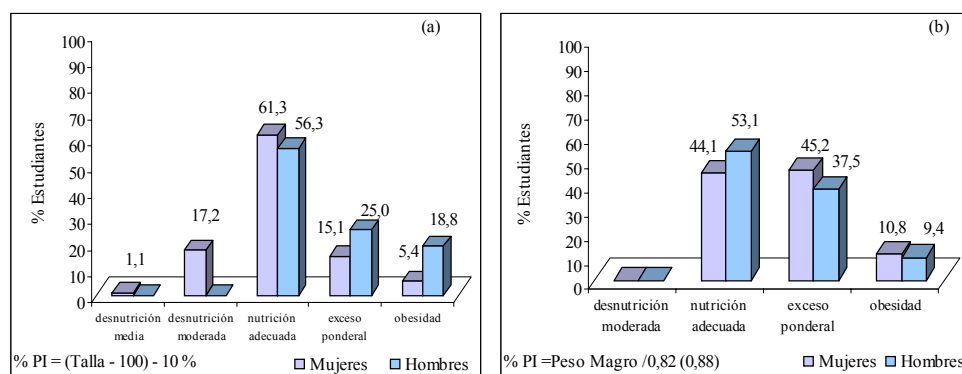 (a)
% Estudiantes
100
90
80
70
60
50
40
30
20
10
0
1,1
17,2
61,3
56,3
15,1
25,0
5,4
18,8
desnutrición media
desnutrición moderada
nutrición adecuada
exceso ponderal
obesidad
% PI = (Talla - 100) - 10 %
Mujeres
Hombres
(b)
% Estudiantes
100
90
80
70
60
50
40
30
20
10
0
44,1
53,1
45,2
37,5
10,8
9,4
desnutrición moderada
nutrición adecuada
exceso ponderal
obesidad
% PI =Peso Magro /0,82 (0,88)
Mujeres
Hombres